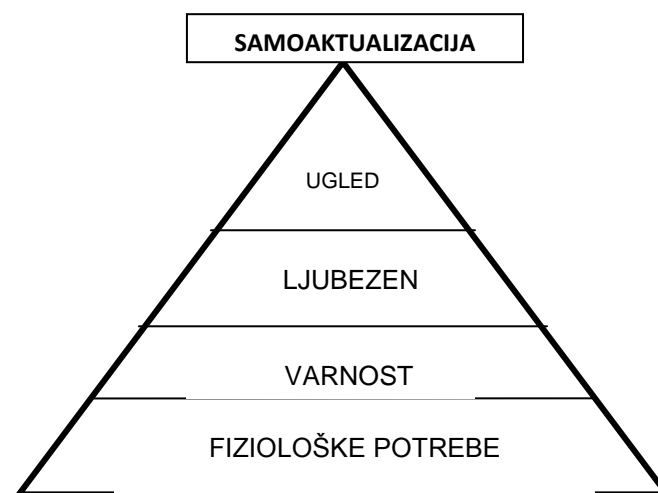 SAMOAKTUALIZACIJA
UGLED
LJUBEZEN
VARNOST
FIZIOLOŠKE POTREBE